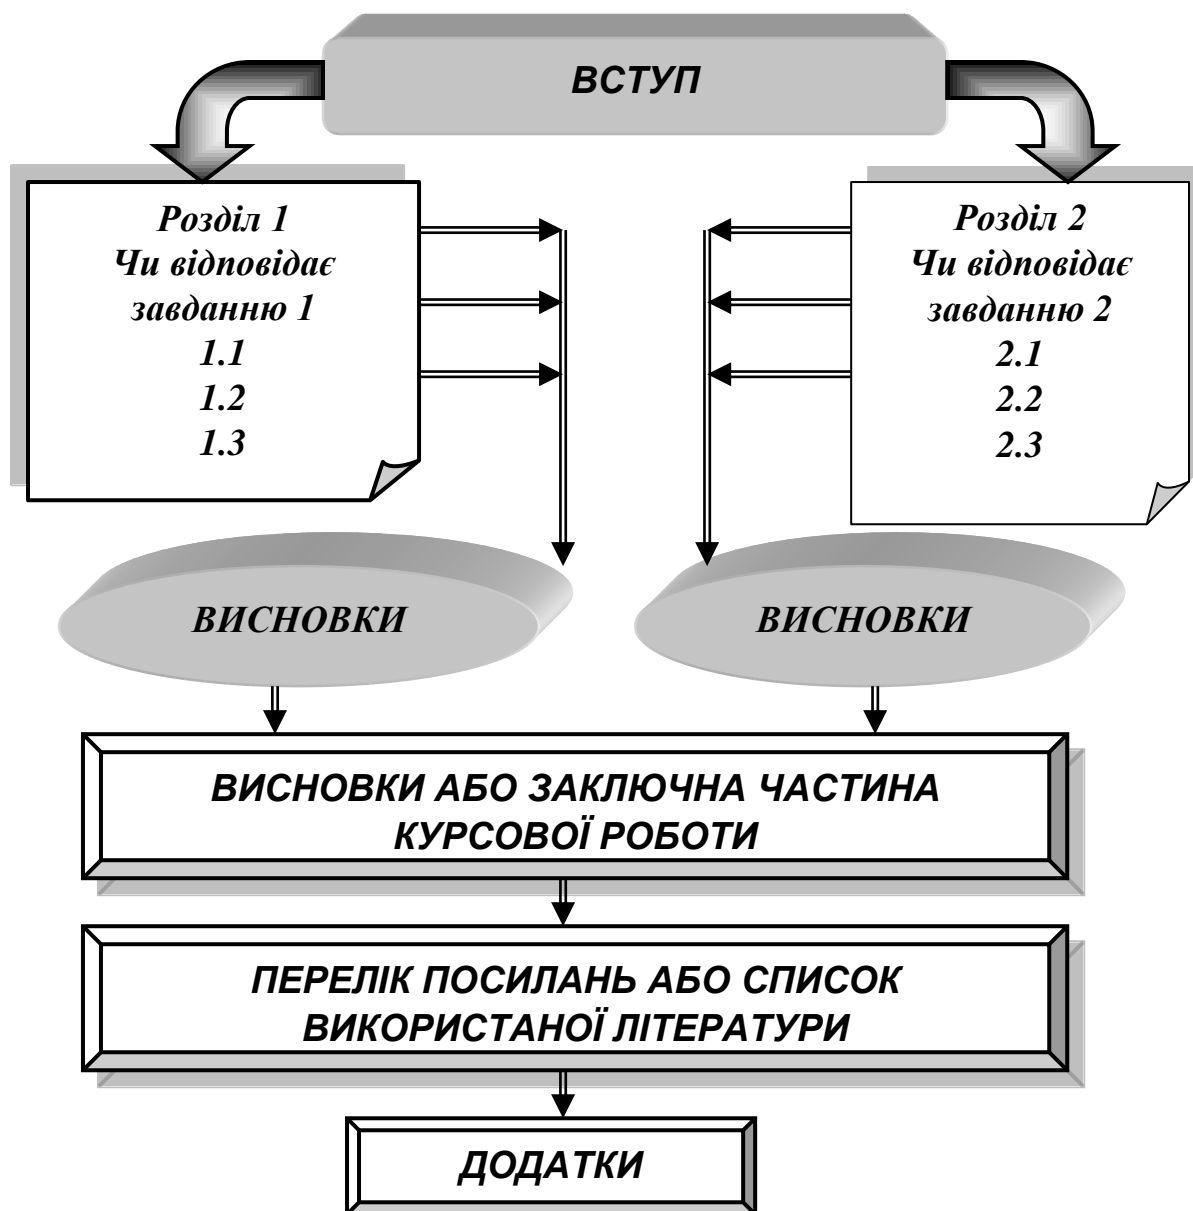 ВСТУП
Розділ 1
Чи відповідає
завданню 1
1.1
1.2
1.3
Розділ 2
Чи відповідає
завданню 2
2.1
2.2
2.3
ВИСНОВКИ
ВИСНОВКИ
ВИСНОВКИ АБО ЗАКЛЮЧНА ЧАСТИНА
КУРСОВОЇ РОБОТИ
ПЕРЕЛІК ПОСИЛАНЬ АБО СПИСОК
ВИКОРИСТАНОЇ ЛІТЕРАТУРИ
ДОДАТКИ